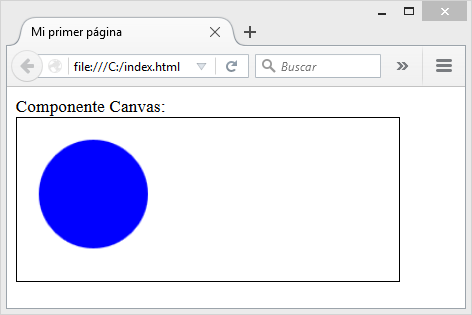 Mi primer página
file:///C:/index.html
Buscar
Componente Canvas: